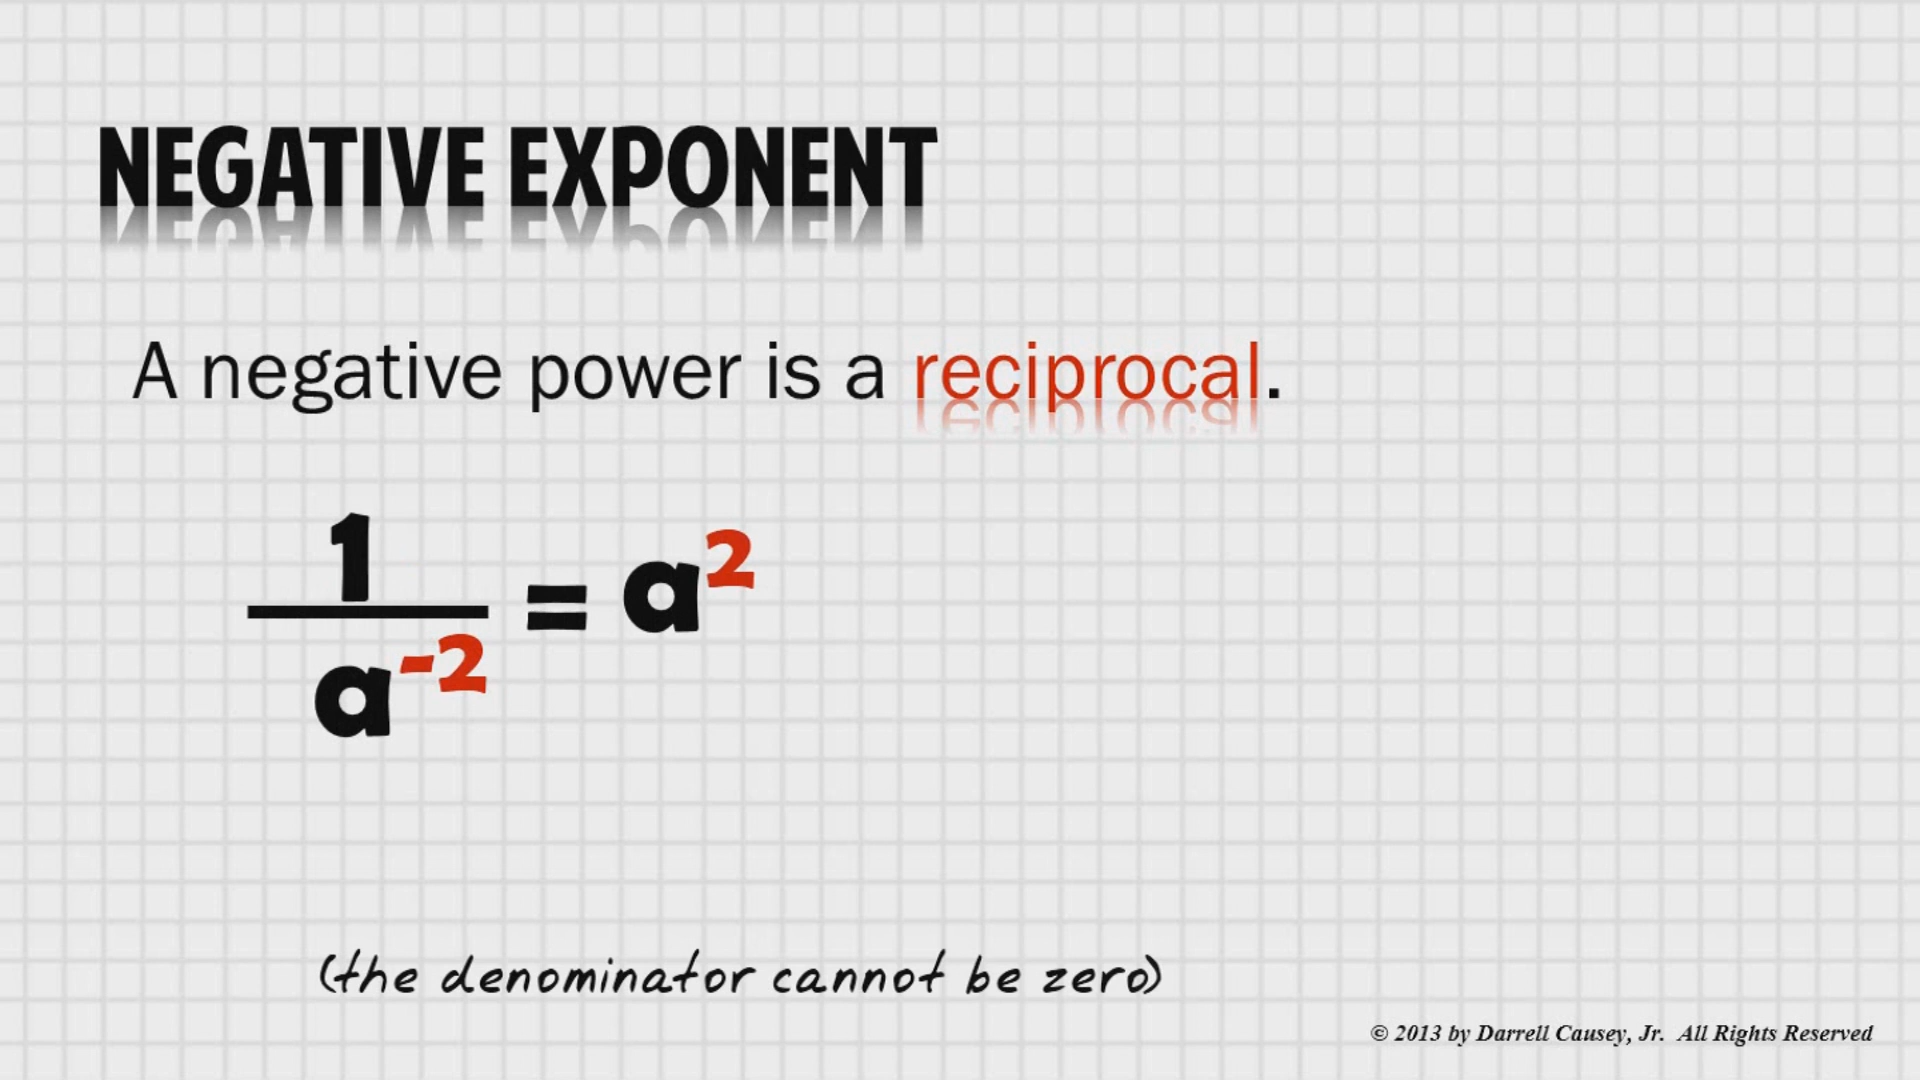 NEGATIVE EXPONENT
A negative power is a reciprocal.
1
a⁻²
= a²
(the denominator cannot be zero)
© 2013 by Darrell Causey, Jr. All Rights Reserved